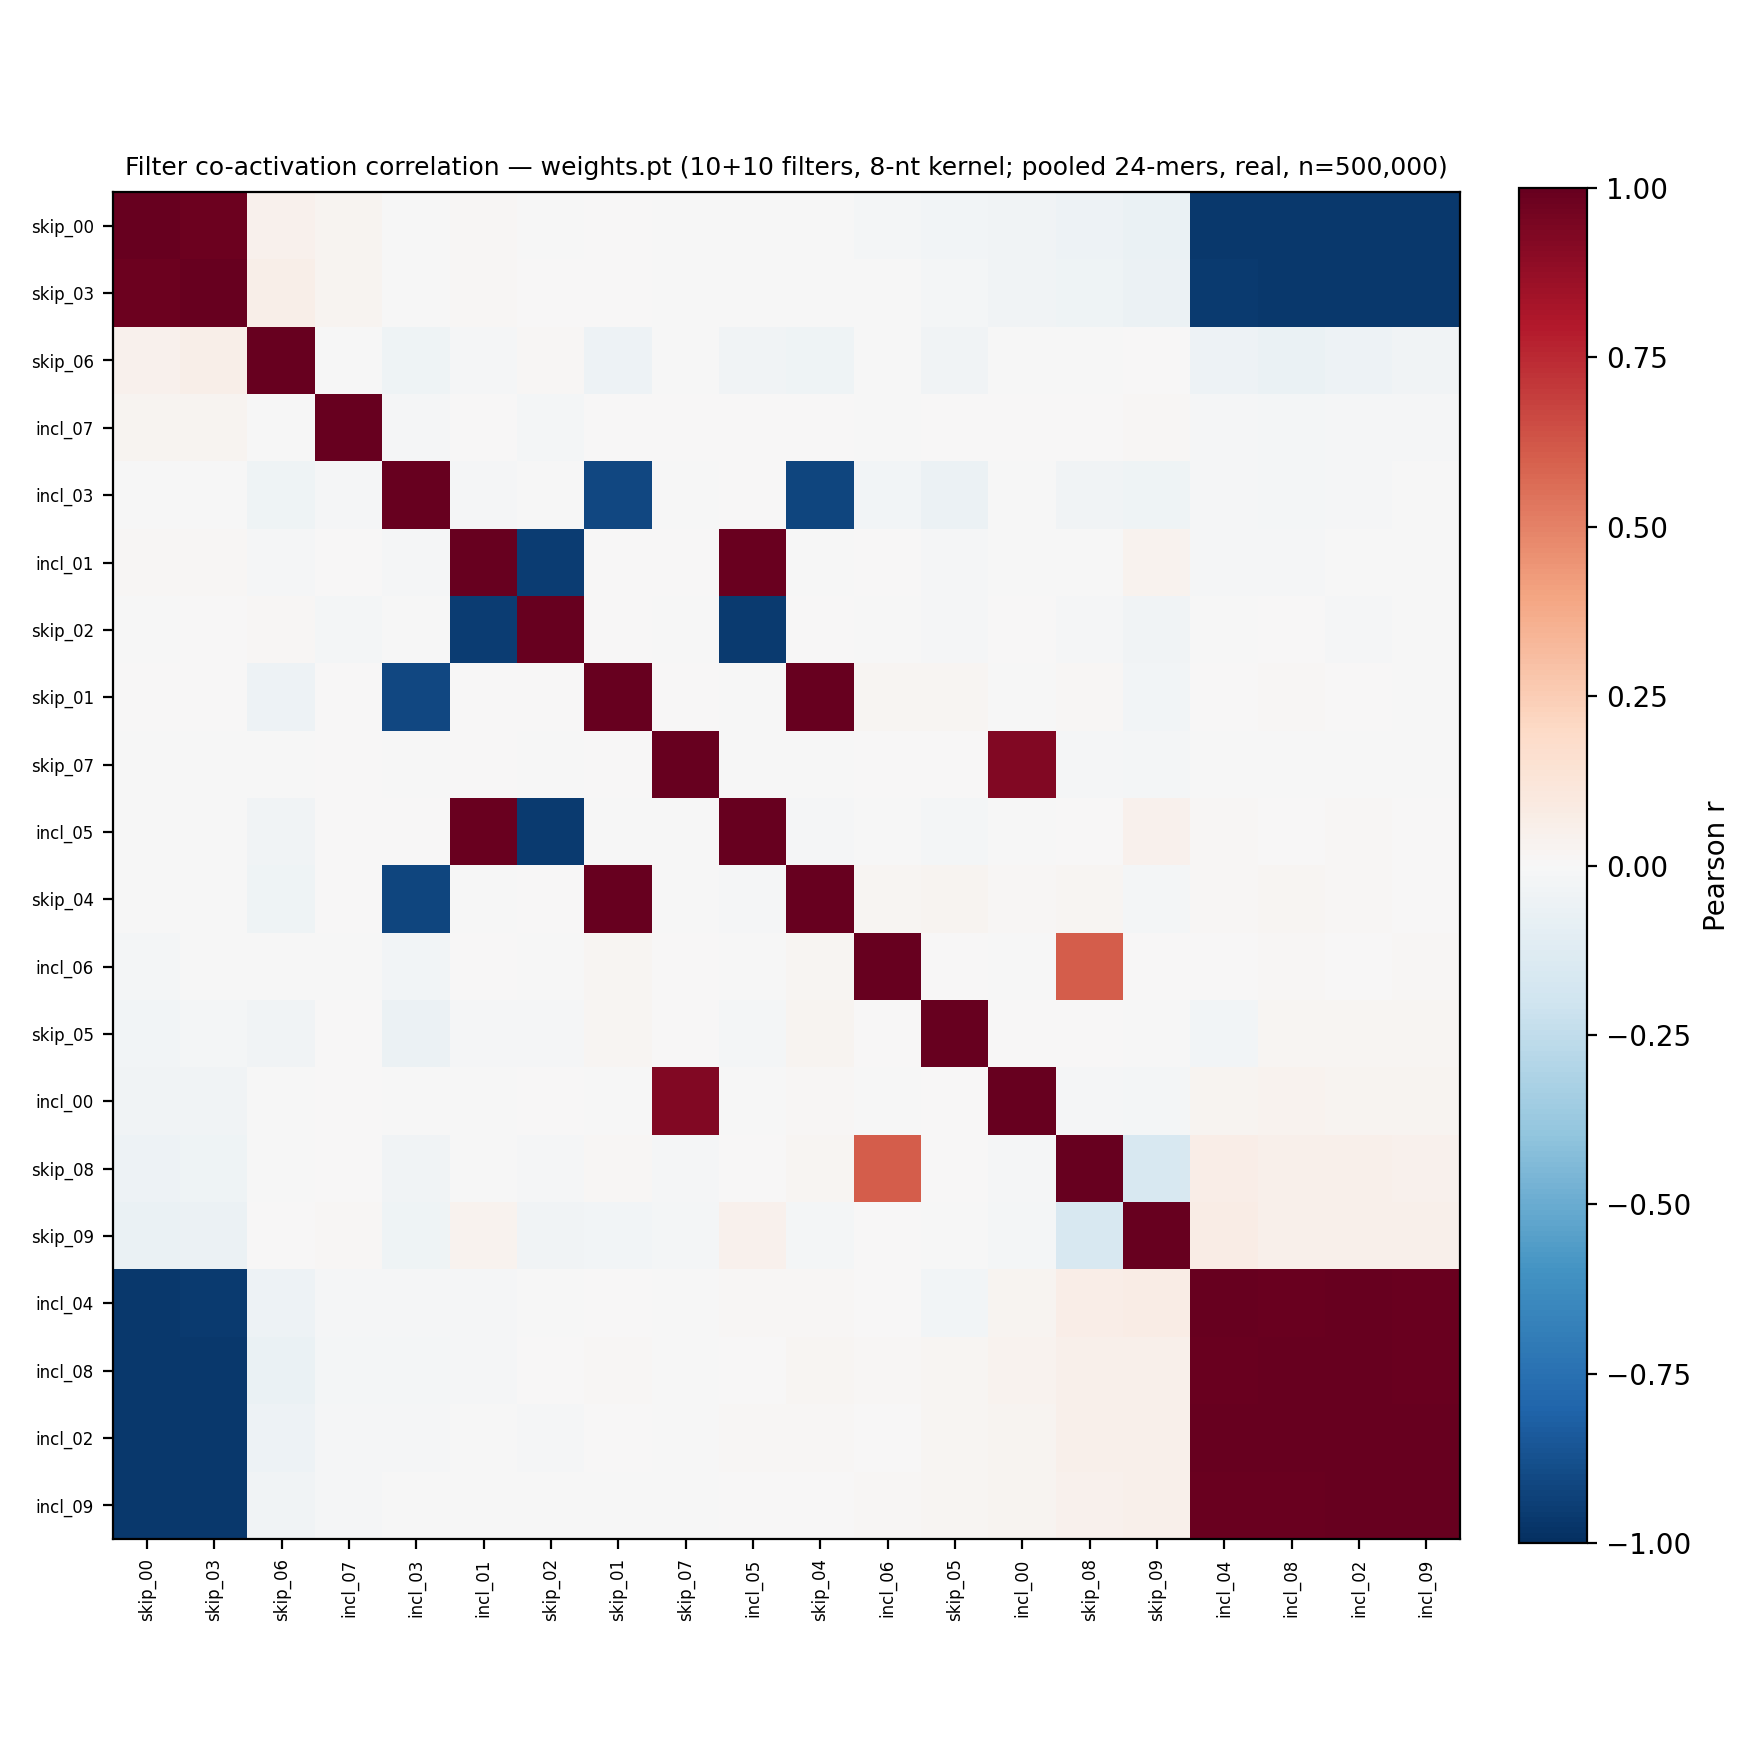 Filter co-activation correlation — weights.pt (10+10 filters, 8-nt kernel; pooled 24-mers, real, n=500,000)
skip_00
skip_03
skip_06
incl_07
incl_03
incl_01
skip_02
skip_01
skip_07
incl_05
skip_04
incl_06
skip_05
incl_00
skip_08
skip_09
incl_04
incl_08
incl_02
incl_09
skip_00
skip_03
skip_06
incl_07
incl_03
incl_01
skip_02
skip_01
skip_07
incl_05
skip_04
incl_06
skip_05
incl_00
skip_08
skip_09
incl_04
incl_08
incl_02
incl_09
1.00
0.75
0.50
0.25
0.00
−0.25
−0.50
−0.75
−1.00
Pearson r